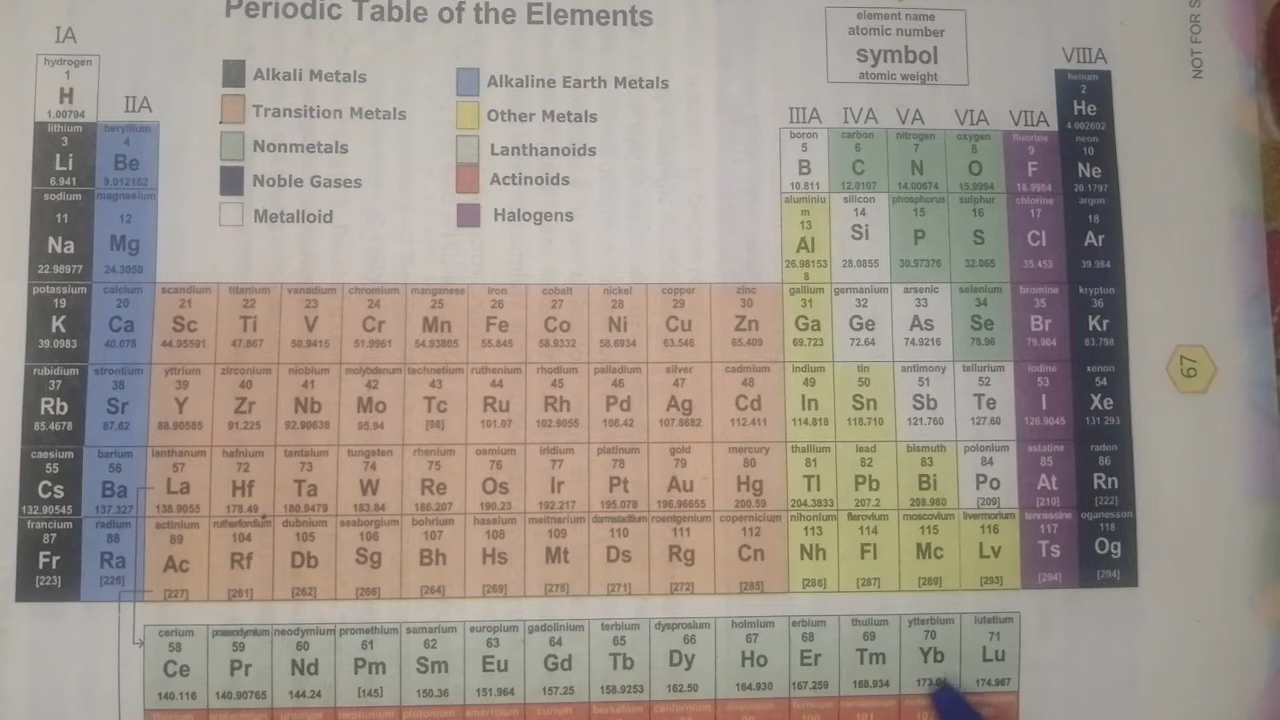 Periodic Table of the Elements
element name
atomic number
symbol
atomic weight
NOT FOR S
67
Alkali Metals
Alkaline Earth Metals
Transition Metals
Other Metals
Nonmetals
Lanthanoids
Noble Gases
Actinoids
Metalloid
Halogens
IA IIA IIIA IVA VA VIA VIIA VIIIA
hydrogen 1 H 1.00794
helium 2 He 4.002602
lithium 3 Li 6.941
beryllium 4 Be 9.012182
boron 5 B 10.811
carbon 6 C 12.0107
nitrogen 7 N 14.00674
oxygen 8 O 15.9994
fluorine 9 F 18.9984
neon 10 Ne 20.1797
sodium 11 Na 22.98977
magnesium 12 Mg 24.3050
aluminiu
m
13 Al 26.98153
8
silicon 14 Si 28.0855
phosphorus 15 P 30.97376
sulphur 16 S 32.065
chlorine 17 Cl 35.453
argon 18 Ar 39.984
potassium 19 K 39.0983
calcium 20 Ca 40.078
scandium 21 Sc 44.95591
titanium 22 Ti 47.867
vanadium 23 V 50.9415
chromium 24 Cr 51.9961
manganese 25 Mn 54.93805
iron 26 Fe 55.845
cobalt 27 Co 58.9332
nickel 28 Ni 58.6934
copper 29 Cu 63.546
zinc 30 Zn 65.409
gallium 31 Ga 69.723
germanium 32 Ge 72.64
arsenic 33 As 74.9216
selenium 34 Se 78.96
bromine 35 Br 79.904
krypton 36 Kr 83.798
rubidium 37 Rb 85.4678
strontium 38 Sr 87.62
yttrium 39 Y 88.90585
zirconium 40 Zr 91.225
niobium 41 Nb 92.90638
molybdenum 42 Mo 95.94
technetium 43 Tc [98]
ruthenium 44 Ru 101.07
rhodium 45 Rh 102.9055
palladium 46 Pd 106.42
silver 47 Ag 107.8682
cadmium 48 Cd 112.411
indium 49 In 114.818
tin 50 Sn 118.710
antimony 51 Sb 121.760
tellurium 52 Te 127.60
iodine 53 I 126.9045
xenon 54 Xe 131.293
caesium 55 Cs 132.90545
barium 56 Ba 137.327
lanthanum 57 La 138.9055
hafnium 72 Hf 178.49
tantalum 73 Ta 180.9479
tungsten 74 W 183.84
rhenium 75 Re 186.207
osmium 76 Os 190.23
iridium 77 Ir 192.217
platinum 78 Pt 195.078
gold 79 Au 196.96655
mercury 80 Hg 200.59
thallium 81 Tl 204.3833
lead 82 Pb 207.2
bismuth 83 Bi 208.980
polonium 84 Po [209]
astatine 85 At [210]
radon 86 Rn [222]
francium 87 Fr [223]
radium 88 Ra [226]
actinium 89 Ac [227]
rutherfordium 104 Rf [261]
dubnium 105 Db [262]
seaborgium 106 Sg [266]
bohrium 107 Bh [264]
hassium 108 Hs [269]
meitnarium 109 Mt [278]
darmstadtium 110 Ds [271]
roentgenium 111 Rg [272]
copernicium 112 Cn [285]
nihonium 113 Nh [286]
flerovium 114 Fl [287]
moscovium 115 Mc [289]
livermorium 116 Lv [293]
tennessine 117 Ts [294]
oganesson 118 Og [294]
cerium 58 Ce 140.116
praseodymium 59 Pr 140.90765
neodymium 60 Nd 144.24
promethium 61 Pm [145]
samarium 62 Sm 150.36
europium 63 Eu 151.964
gadolinium 64 Gd 157.25
terbium 65 Tb 158.9253
dysprosium 66 Dy 162.50
holmium 67 Ho 164.930
erbium 68 Er 167.259
thulium 69 Tm 168.934
ytterbium 70 Yb 173.04
lutetium 71 Lu 174.967
neptunium plutonium americium curium berkelium californium